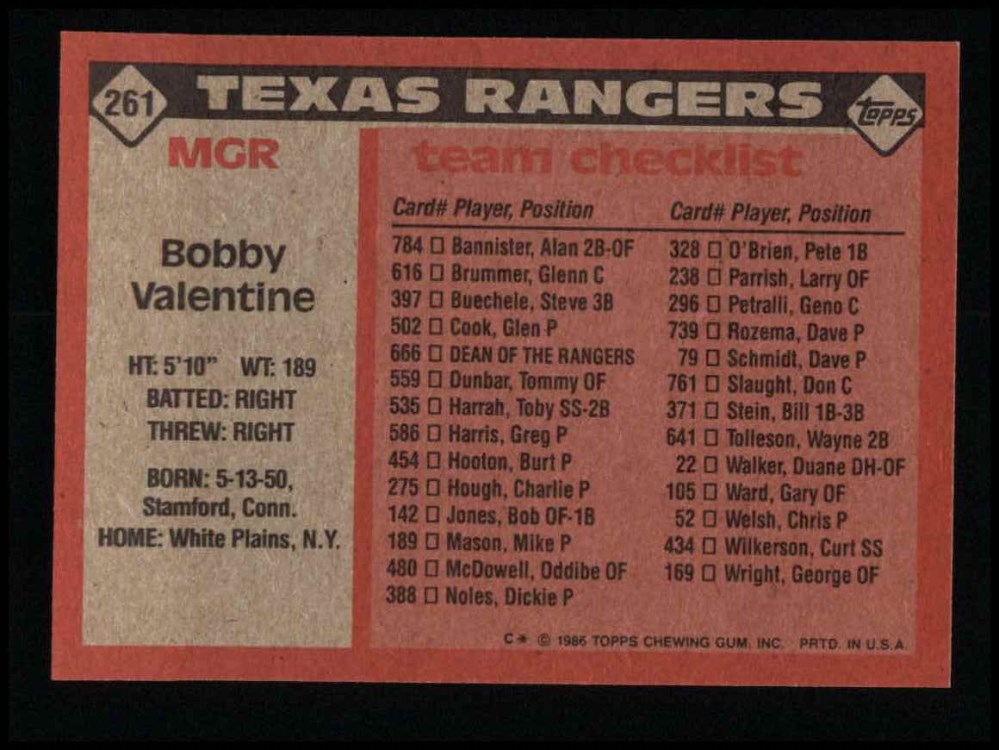 261 TEXAS RANGERS Topps
MGR
Bobby
Valentine
HT: 5'10" WT: 189
BATTED: RIGHT
THREW: RIGHT
BORN: 5-13-50,
Stamford, Conn.
HOME: White Plains, N.Y.
team checklist
Card# Player, Position
784 □ Bannister, Alan 2B-OF
616 □ Brummer, Glenn C
397 □ Buechele, Steve 3B
502 □ Cook, Glen P
666 □ DEAN OF THE RANGERS
559 □ Dunbar, Tommy OF
535 □ Harrah, Toby SS-2B
586 □ Harris, Greg P
454 □ Hooton, Burt P
275 □ Hough, Charlie P
142 □ Jones, Bob OF-1B
189 □ Mason, Mike P
480 □ McDowell, Oddibe OF
388 □ Noles, Dickie P
Card# Player, Position
328 □ O'Brien, Pete 1B
238 □ Parrish, Larry OF
296 □ Petralli, Geno C
739 □ Rozema, Dave P
79 □ Schmidt, Dave P
761 □ Slaught, Don C
371 □ Stein, Bill 1B-3B
641 □ Tolleson, Wayne 2B
22 □ Walker, Duane DH-OF
105 □ Ward, Gary OF
52 □ Welsh, Chris P
434 □ Wilkerson, Curt SS
169 □ Wright, George OF
C* © 1986 TOPPS CHEWING GUM, INC. PRTD. IN U.S.A.